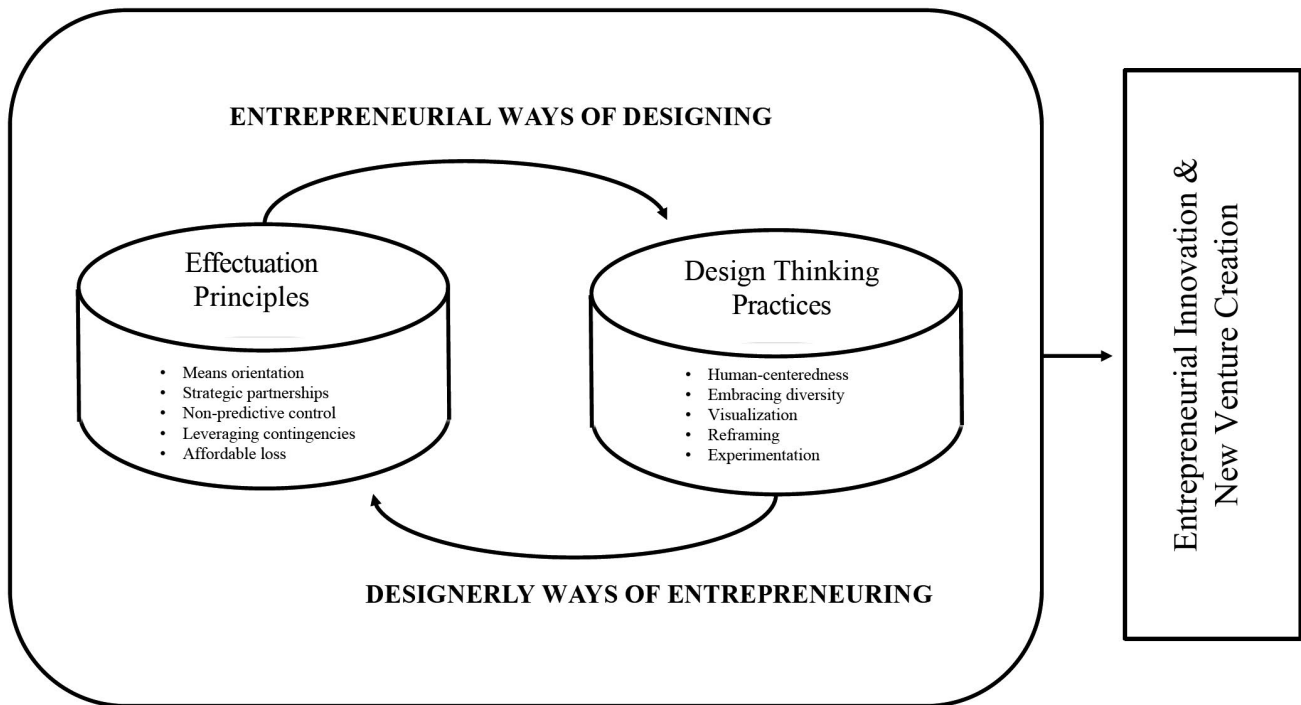 ENTREPRENEURIAL WAYS OF DESIGNING
Effectuation
Principles
• Means orientation
• Strategic partnerships
• Non-predictive control
• Leveraging contingencies
• Affordable loss
Design Thinking
Practices
• Human-centeredness
• Embracing diversity
• Visualization
• Reframing
• Experimentation
DESIGNERLY WAYS OF ENTREPRENEURING
Entrepreneurial Innovation &
New Venture Creation